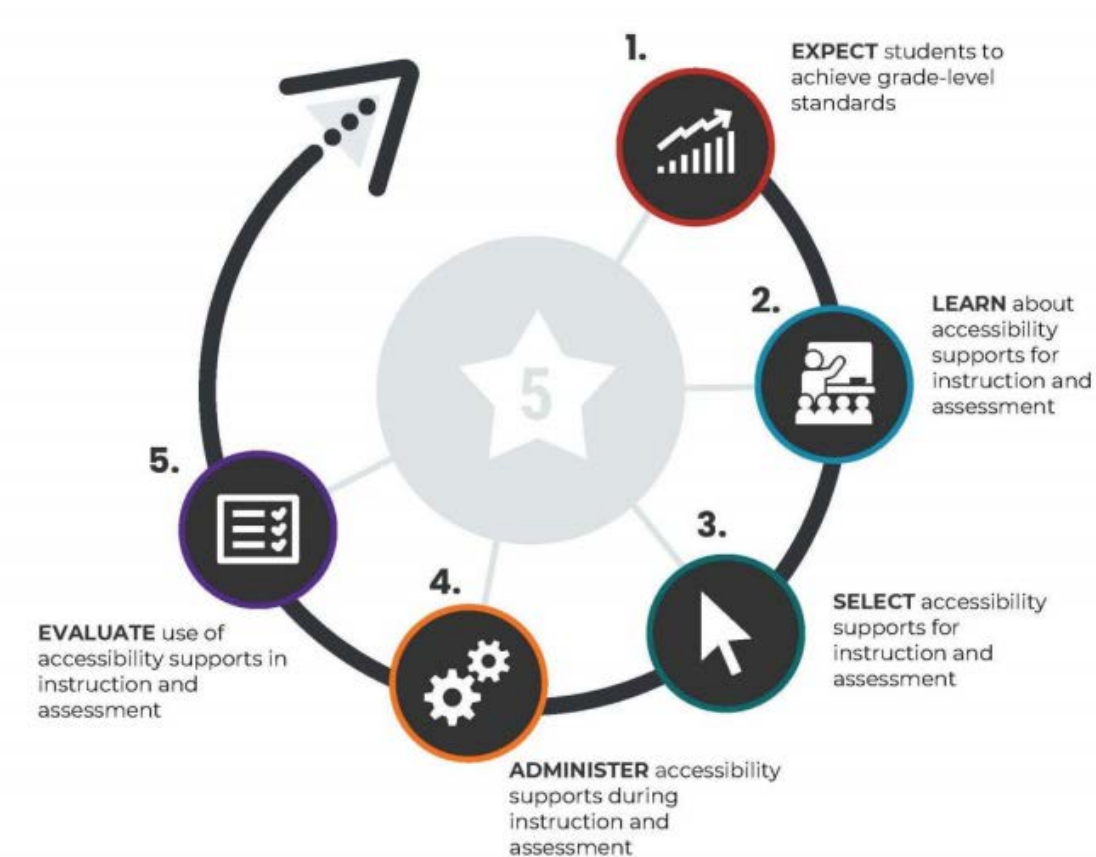 1.
EXPECT students to
achieve grade-level
standards
2.
LEARN about
accessibility
supports for
instruction and
assessment
3.
SELECT accessibility
supports for
instruction and
assessment
4.
ADMINISTER accessibility
supports during
instruction and
assessment
5.
EVALUATE use of
accessibility supports in
instruction and
assessment
5